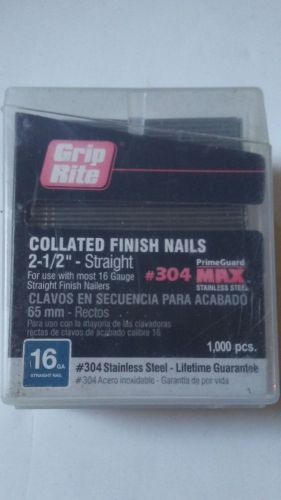 Grip
Rite
COLLATED FINISH NAILS
2-1/2" - Straight
For use with most 16 Gauge
Straight Finish Nailers
#304
PrimeGuard
MAX
STAINLESS STEEL
CLAVOS EN SECUENCIA PARA ACABADO
65 mm - Rectos
Para uso con la mayoria de las clavadoras
rectas de clavos de acabado calibre 16
1,000 pcs.
16 GA
STRAIGHT NAIL
#304 Stainless Steel - Lifetime Guarantee
#304 Acero inoxidable - Garantía de por vida